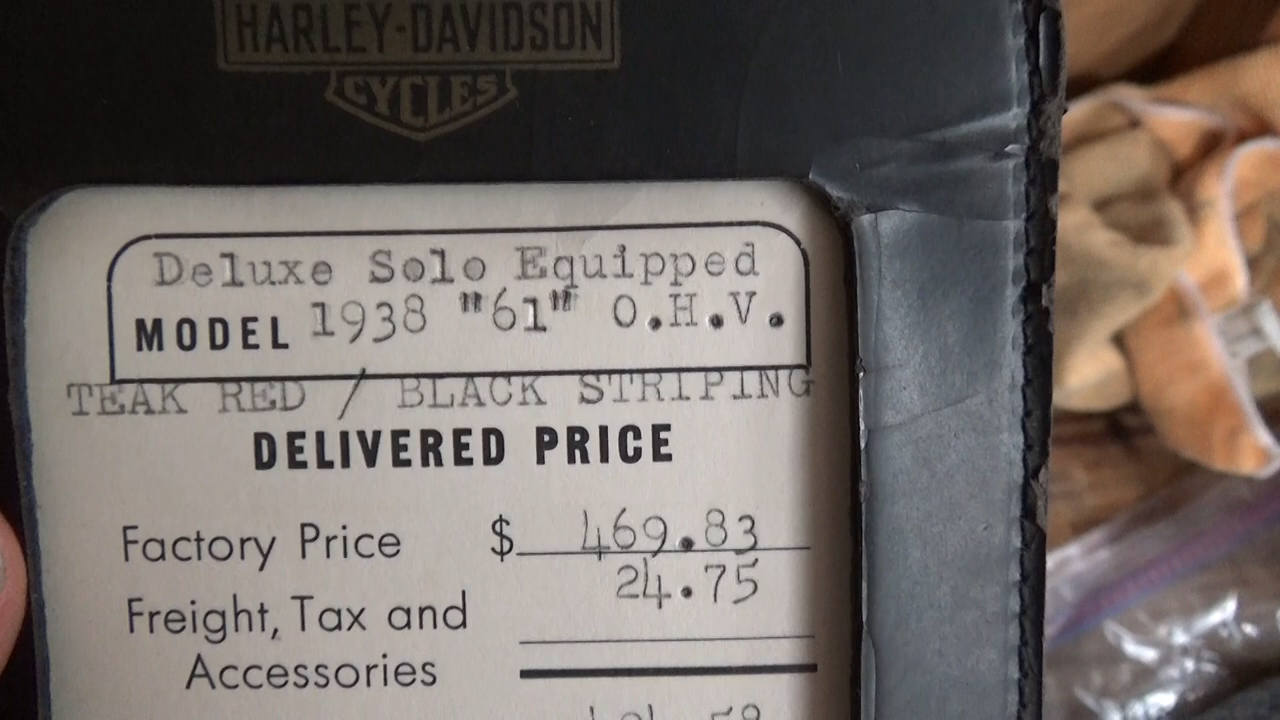 HARLEY-DAVIDSON
CYCLES
Deluxe Solo Equipped
MODEL 1938 "61" O.H.V.
TEAK RED / BLACK STRIPING
DELIVERED PRICE
Factory Price $ 469.83
24.75
Freight, Tax and
Accessories